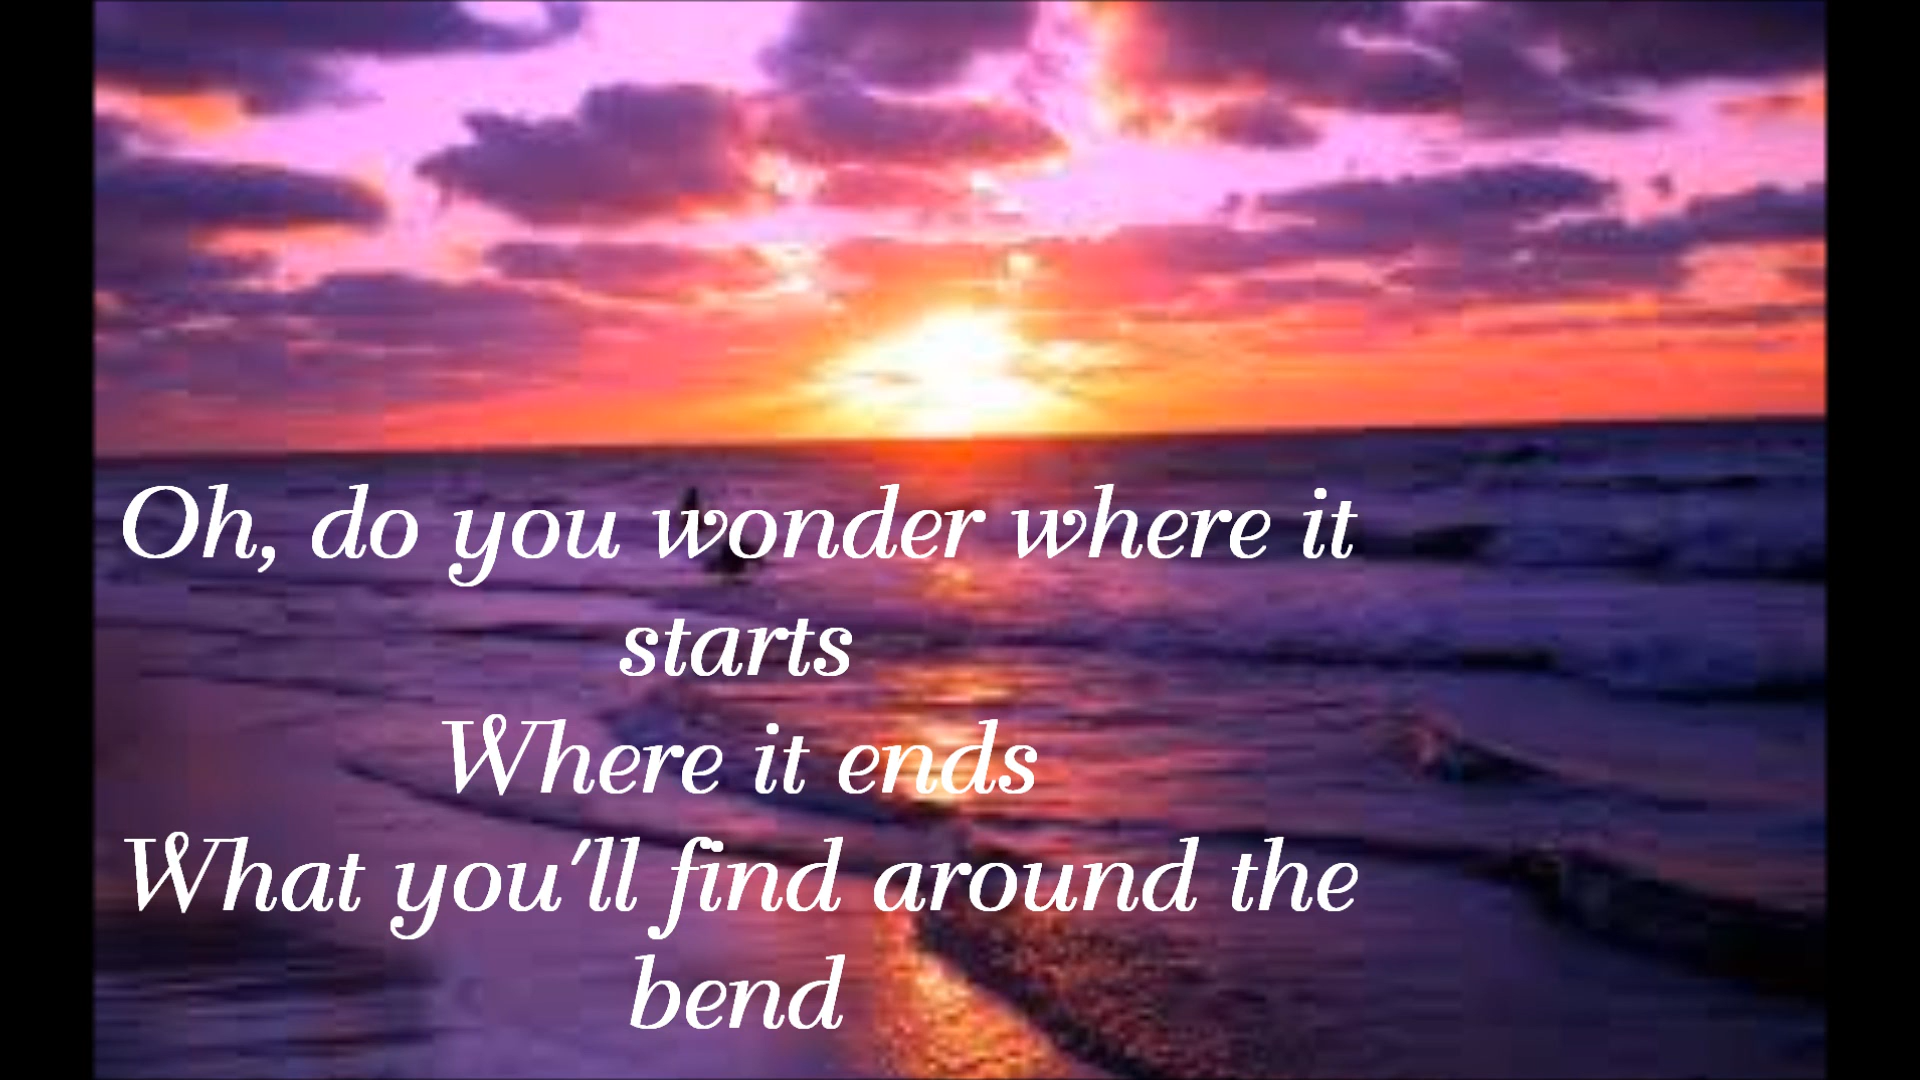 Oh, do you wonder where it
starts
Where it ends
What you'll find around the
bend